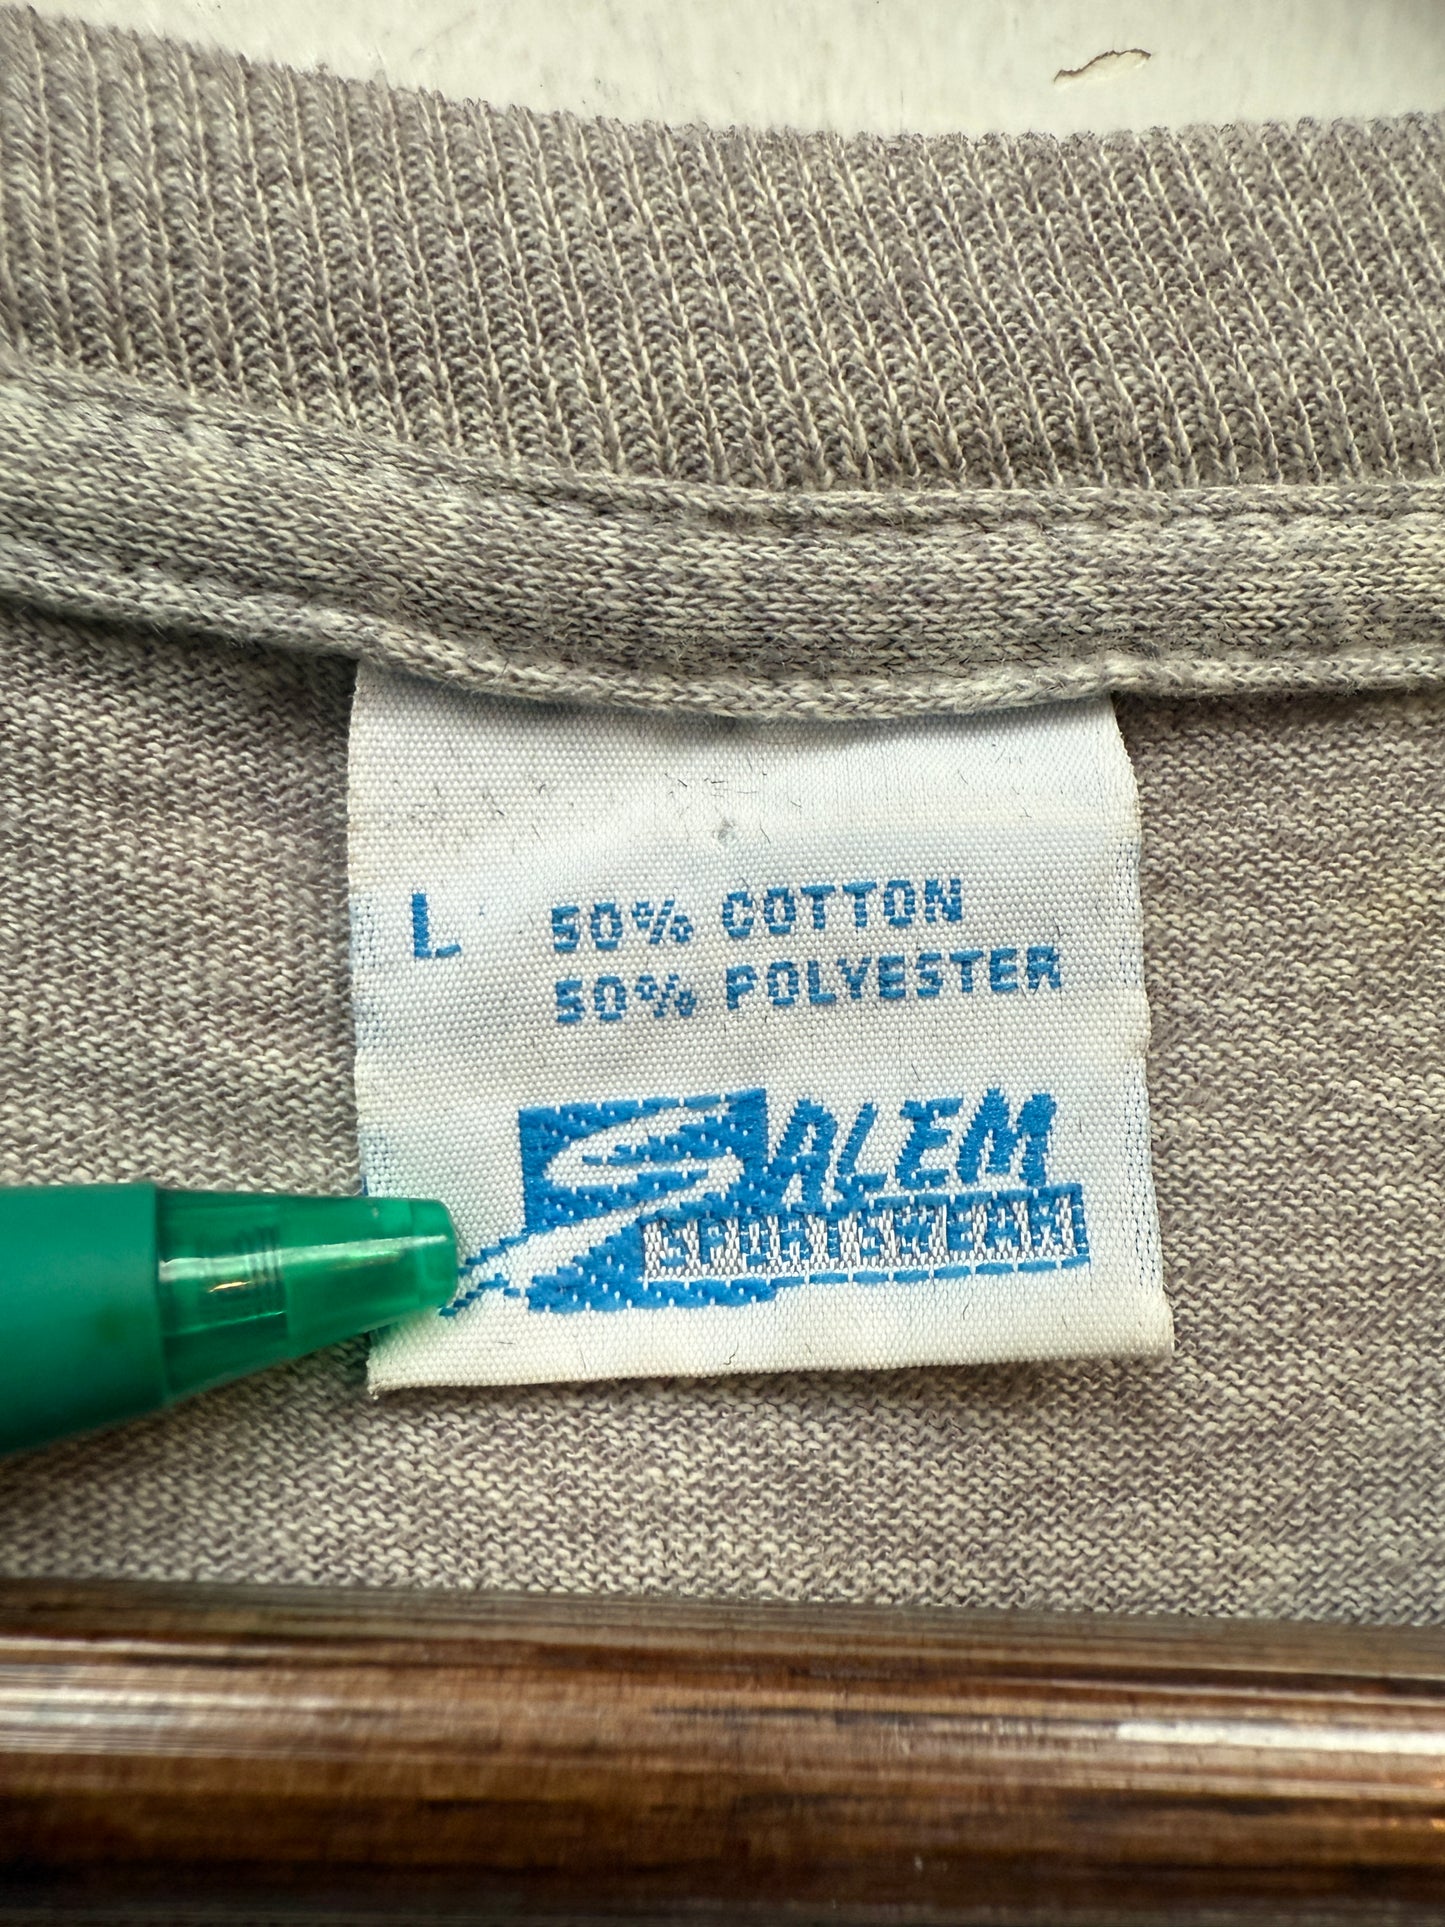 L 50% COTTON
50% POLYESTER
SALEM
SPORTSWEAR